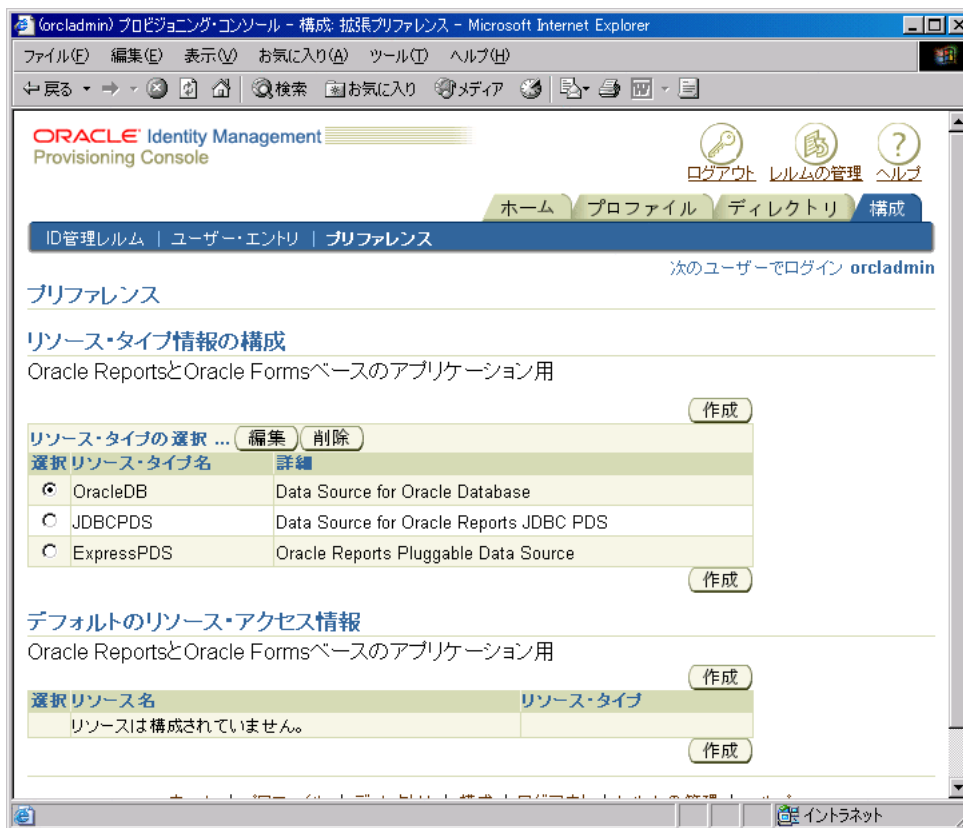 (orcladmin) プロビジョニング・コンソール - 構成: 拡張プリファレンス - Microsoft Internet Explorer
ファイル(F) 編集(E) 表示(V) お気に入り(A) ツール(T) ヘルプ(H)
戻る 検索 お気に入り メディア
ORACLE Identity Management
Provisioning Console
ログアウト レルムの管理 ヘルプ
ホーム プロファイル ディレクトリ 構成
ID管理レルム | ユーザー・エントリ | プリファレンス
次のユーザーでログイン orcladmin
プリファレンス
リソース・タイプ情報の構成
Oracle ReportsとOracle Formsベースのアプリケーション用
作成
リソース・タイプの選択 ... 編集 削除
選択 リソース・タイプ名 詳細
OracleDB Data Source for Oracle Database
JDBCPDS Data Source for Oracle Reports JDBC PDS
ExpressPDS Oracle Reports Pluggable Data Source
作成
デフォルトのリソース・アクセス情報
Oracle ReportsとOracle Formsベースのアプリケーション用
作成
選択 リソース名 リソース・タイプ
リソースは構成されていません。
作成
イントラネット